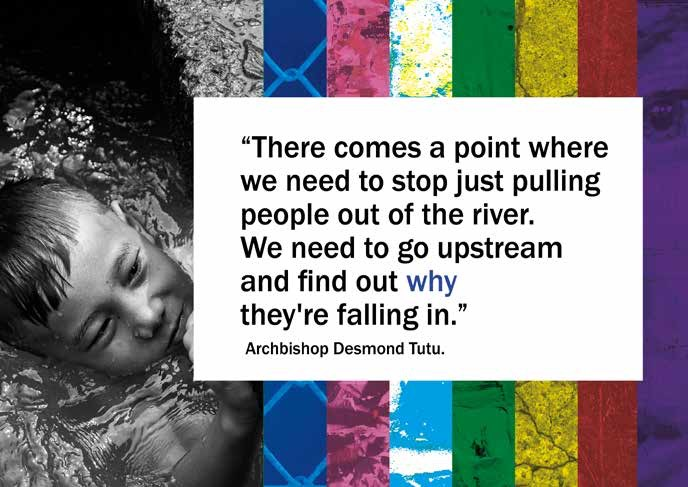 “There comes a point where
we need to stop just pulling
people out of the river.
We need to go upstream
and find out why
they're falling in.”
Archbishop Desmond Tutu.